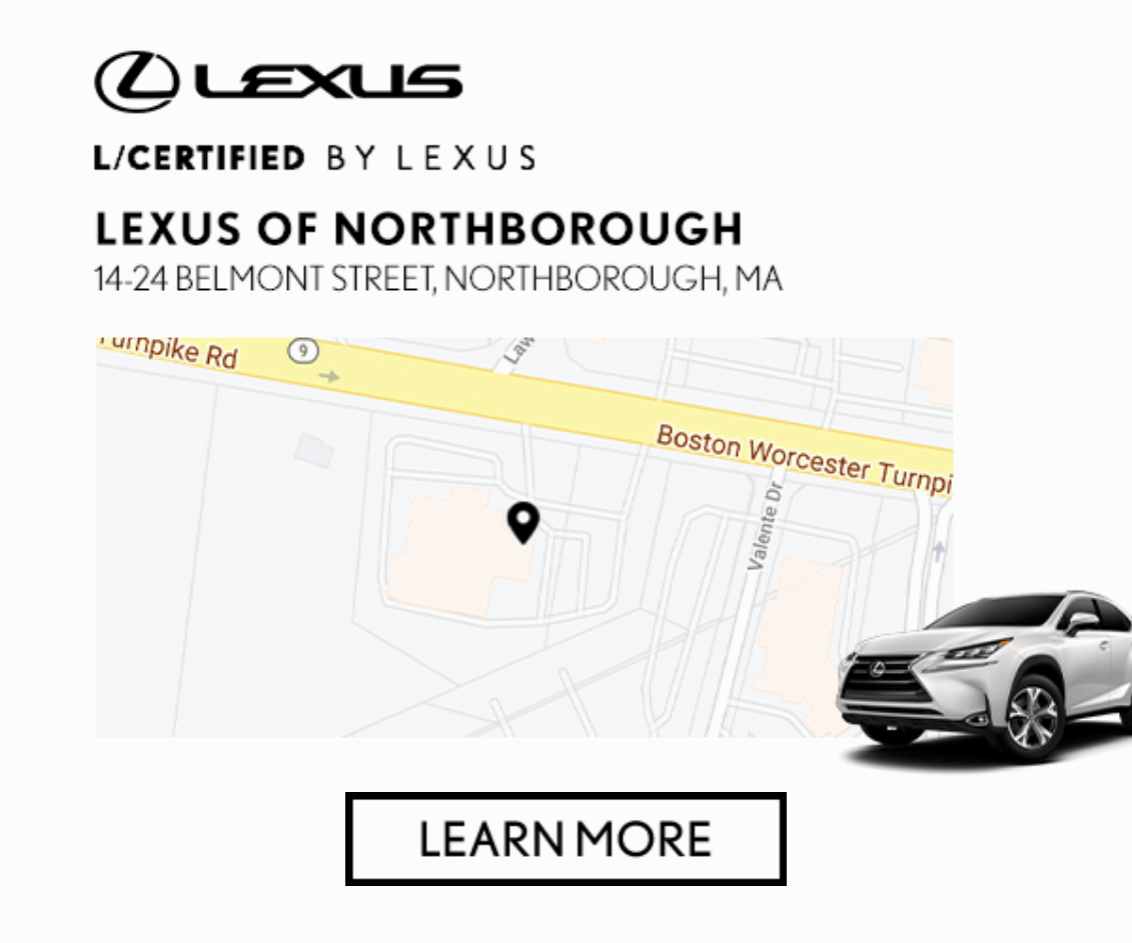 LEXUS
L/CERTIFIED BY LEXUS
LEXUS OF NORTHBOROUGH
14-24 BELMONT STREET, NORTHBOROUGH, MA
Turnpike Rd
9
Law
Boston Worcester Turnpi
Valente Dr
LEARN MORE